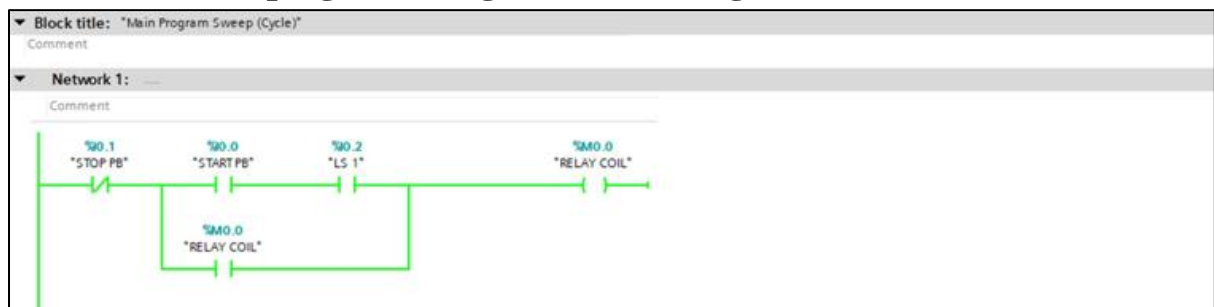 Block title: "Main Program Sweep (Cycle)"
Comment
Network 1: ....
Comment
%I0.1 %I0.0 %I0.2 %M0.0
"STOP PB" "START PB" "LS 1" "RELAY COIL"
%M0.0
"RELAY COIL"